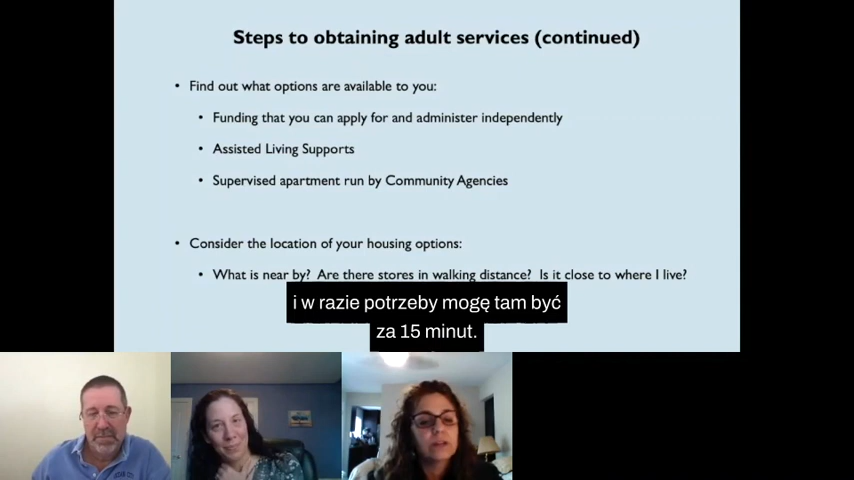 Steps to obtaining adult services (continued)
• Find out what options are available to you:
• Funding that you can apply for and administer independently
• Assisted Living Supports
• Supervised apartment run by Community Agencies
• Consider the location of your housing options:
• What is near by? Are there stores in walking distance? Is it close to where I live?
i w razie potrzeby mogę tam być
za 15 minut.